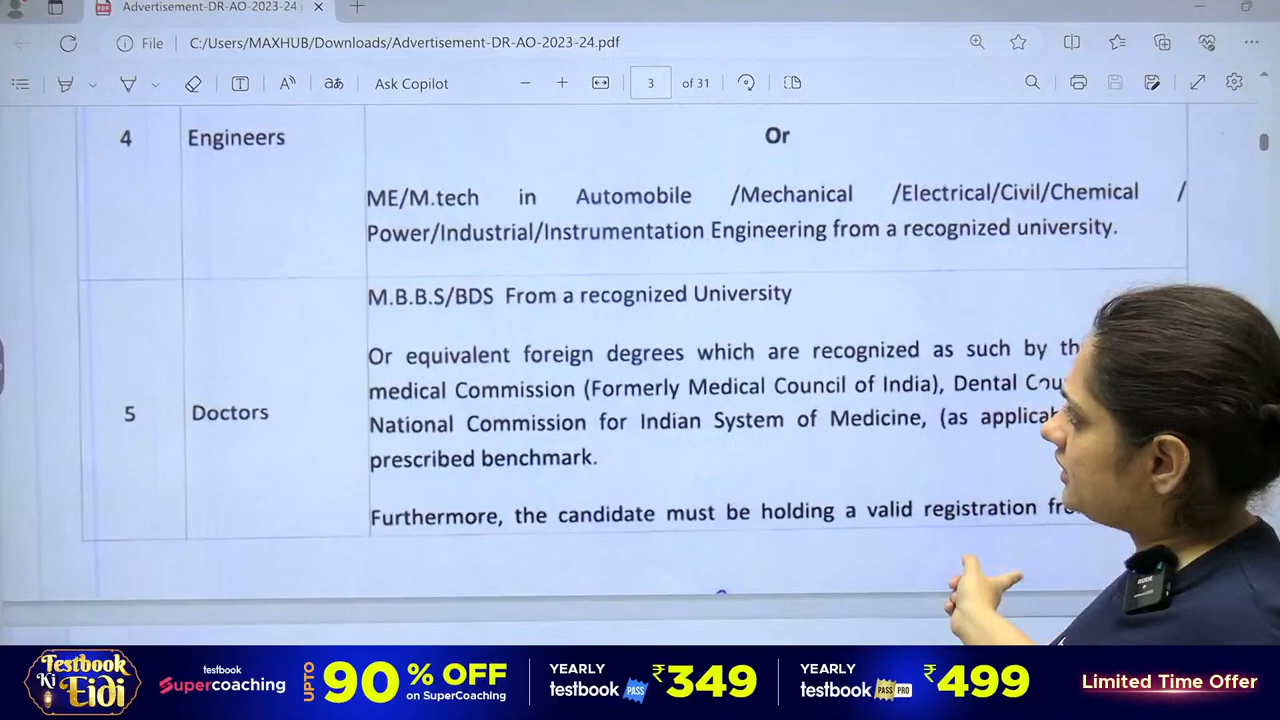 Advertisement-DR-AO-2023-24
File C:/Users/MAXHUB/Downloads/Advertisement-DR-AO-2023-24.pdf
Ask Copilot 3 of 31
4 Engineers
Or
ME/M.tech in Automobile /Mechanical /Electrical/Civil/Chemical /
Power/Industrial/Instrumentation Engineering from a recognized university.
M.B.B.S/BDS From a recognized University
Or equivalent foreign degrees which are recognized as such by
medical Commission (Formerly Medical Council of India), Dental
5 Doctors
National Commission for Indian System of Medicine, (as
prescribed benchmark.
Furthermore, the candidate must be holding a valid registration
Testbook Ki Eidi
testbook Supercoaching
UPTO 90% OFF on SuperCoaching
YEARLY testbook PASS ₹349
YEARLY testbook PASS PRO ₹499
Limited Time Offer
RODE